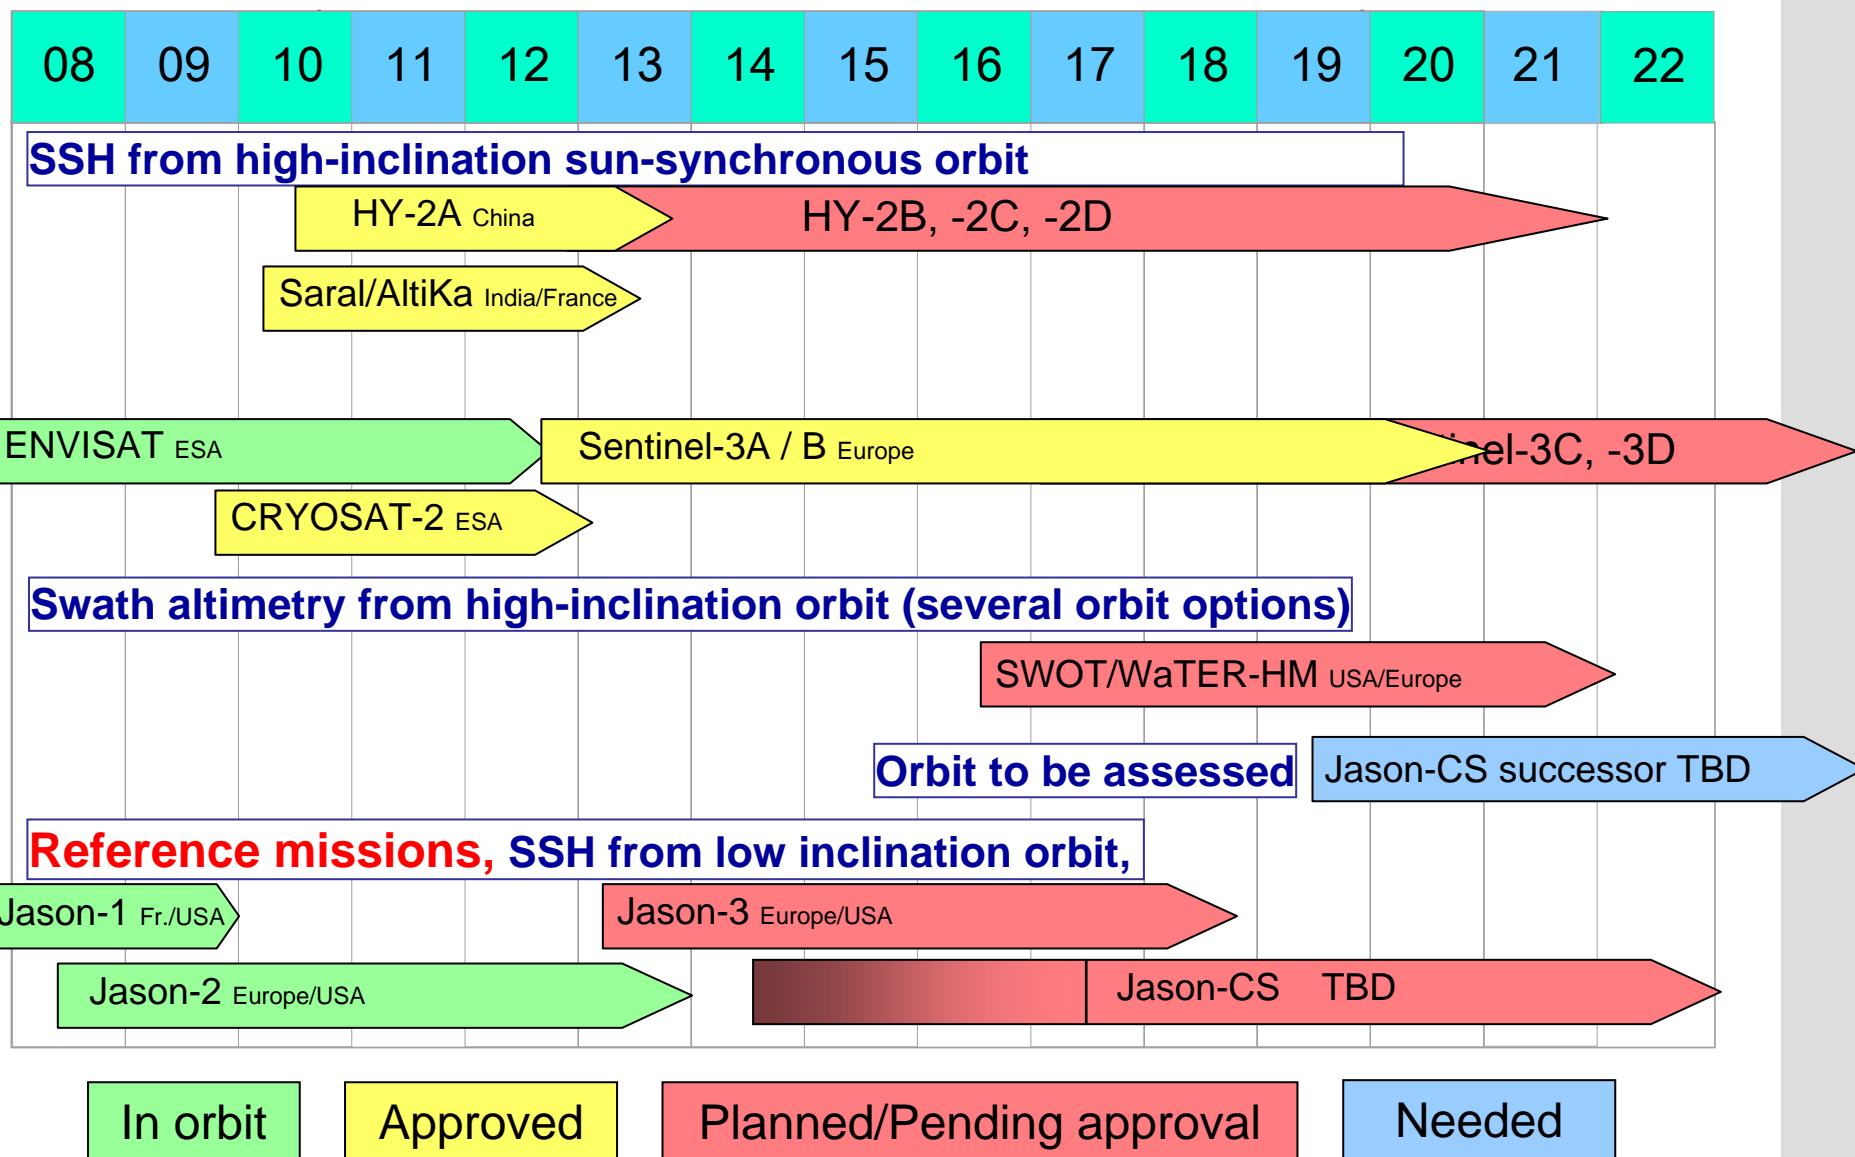 08 09 10 11 12 13 14 15 16 17 18 19 20 21 22
SSH from high-inclination sun-synchronous orbit
HY-2A China HY-2B, -2C, -2D
Saral/AltiKa India/France
ENVISAT ESA Sentinel-3A / B Europe nel-3C, -3D
CRYOSAT-2 ESA
Swath altimetry from high-inclination orbit (several orbit options)
SWOT/WaTER-HM USA/Europe
Orbit to be assessed Jason-CS successor TBD
Reference missions, SSH from low inclination orbit,
Jason-1 Fr./USA Jason-3 Europe/USA
Jason-2 Europe/USA Jason-CS TBD
In orbit Approved Planned/Pending approval Needed